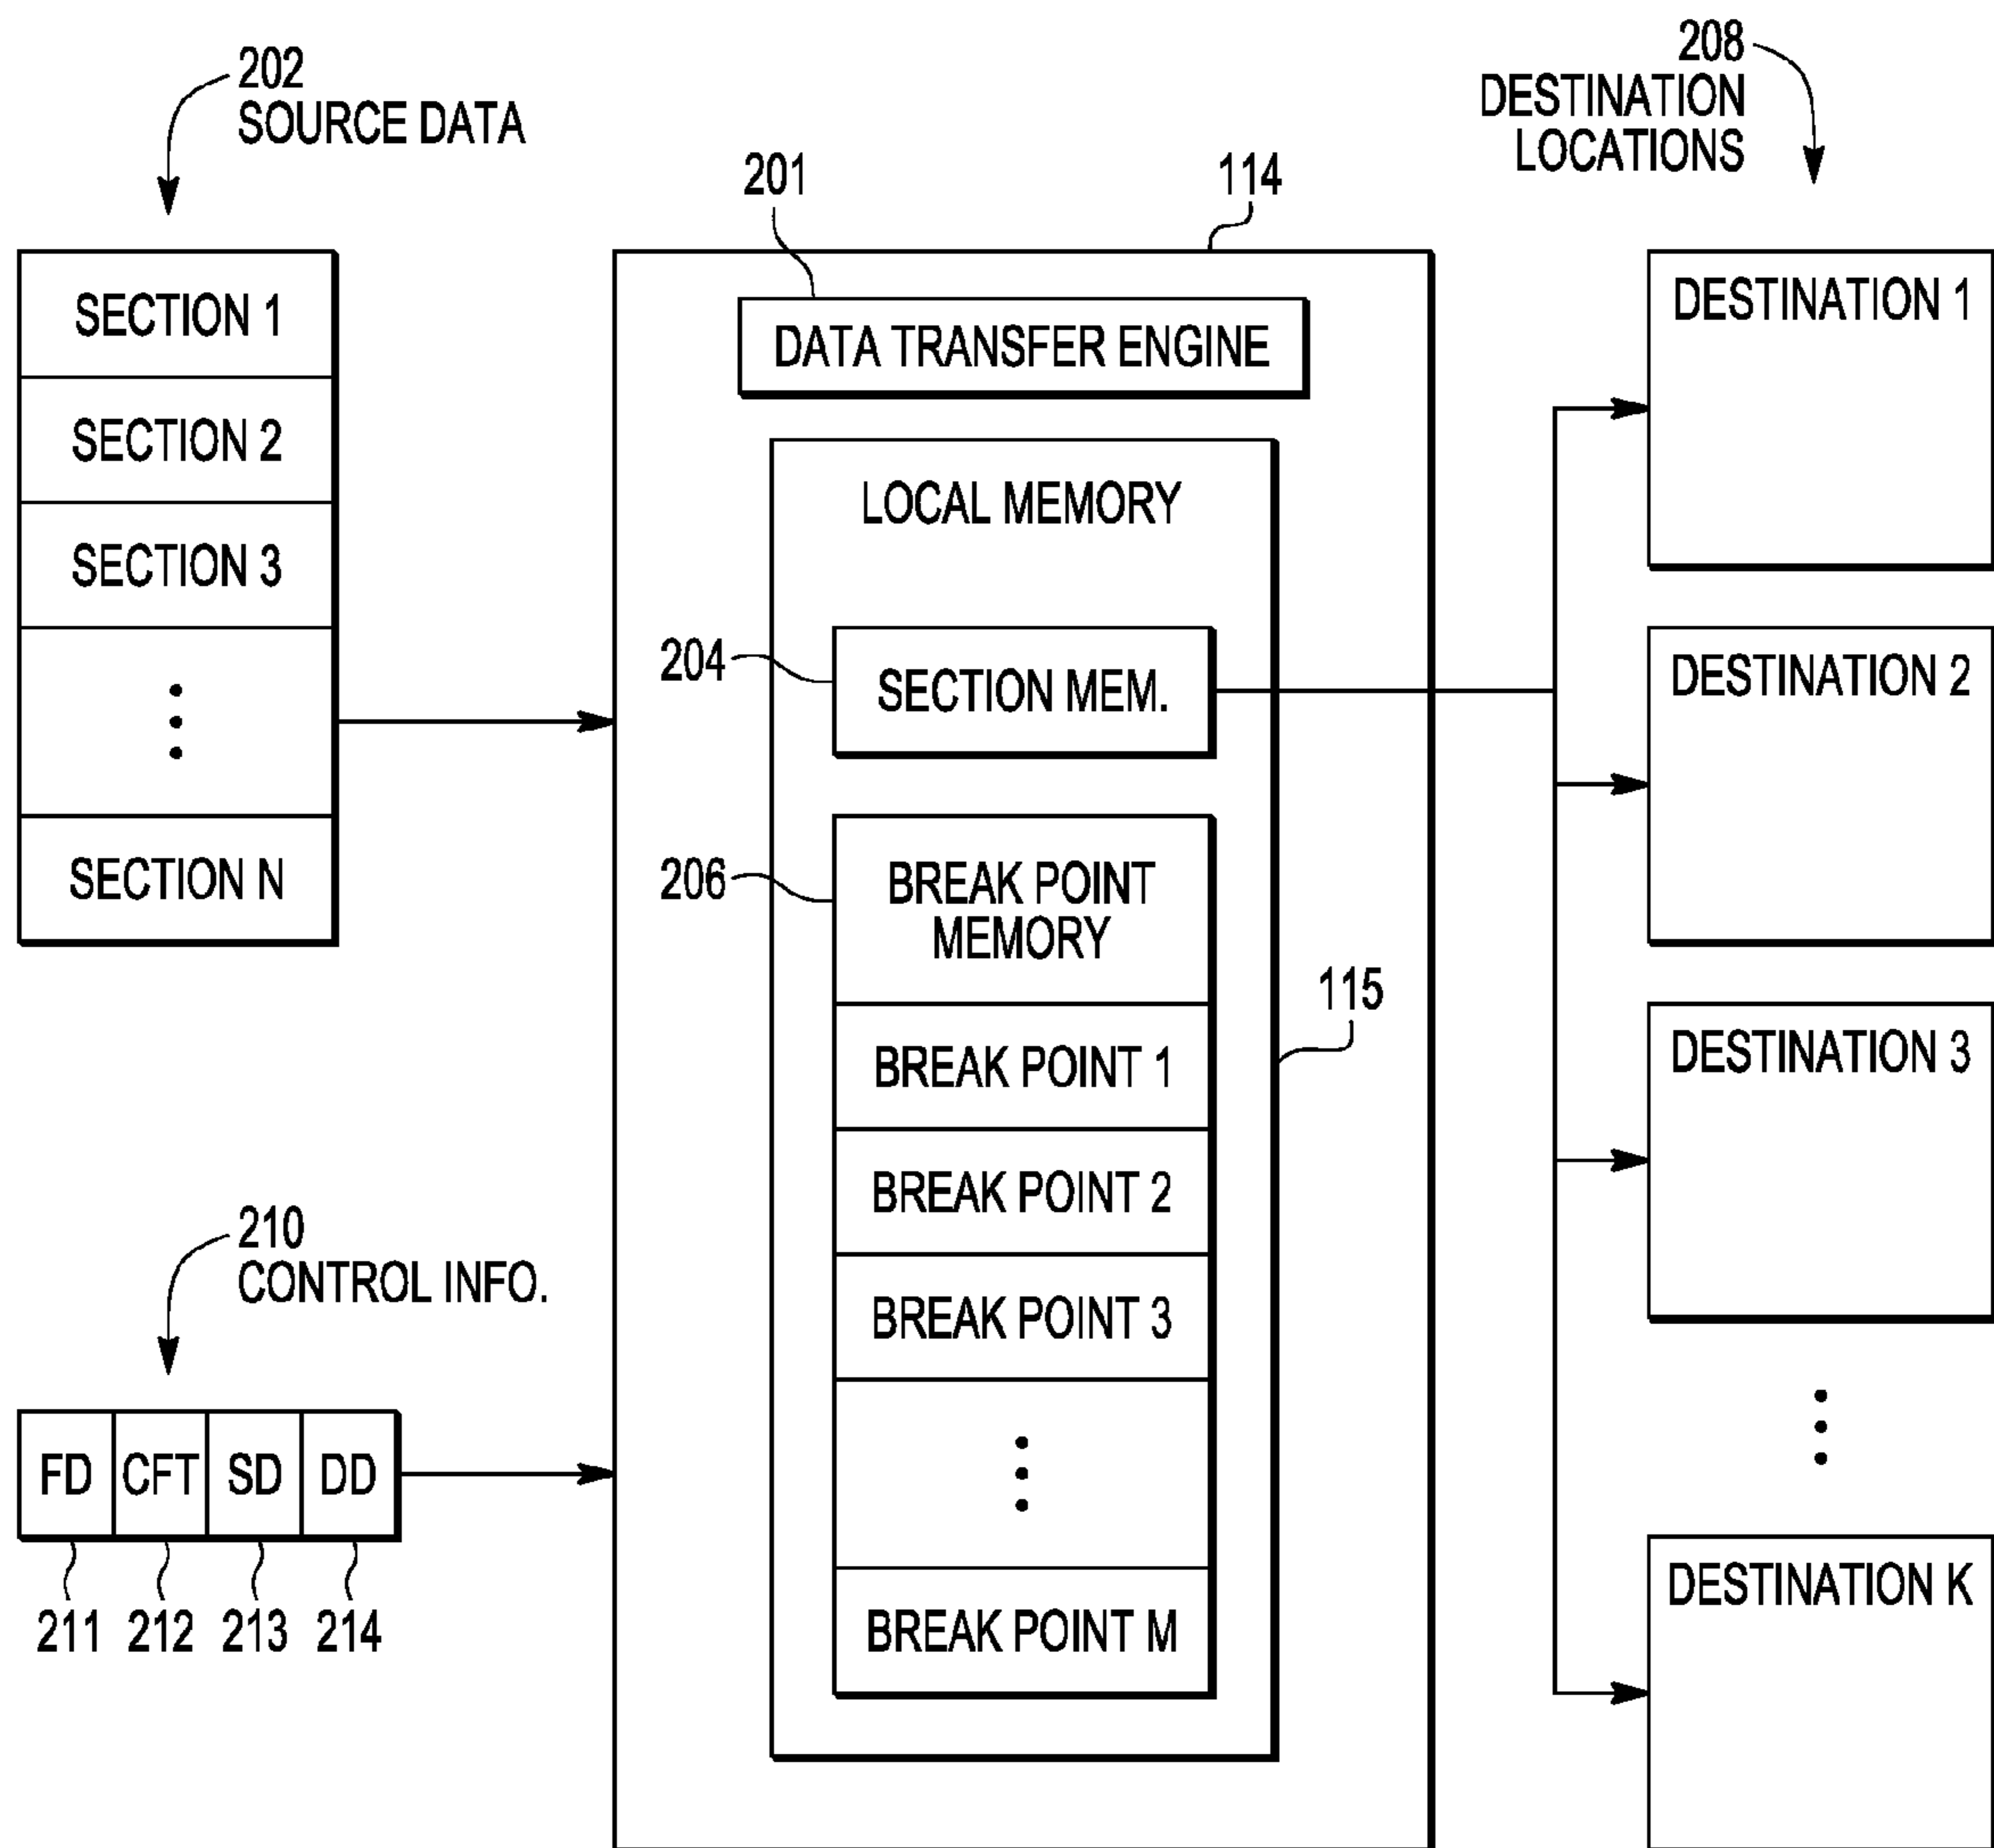 202
SOURCE DATA
SECTION 1
SECTION 2
SECTION 3
SECTION N
210
CONTROL INFO.
FD CFT SD DD
211 212 213 214
201
114
DATA TRANSFER ENGINE
LOCAL MEMORY
204
SECTION MEM.
206
BREAK POINT
MEMORY
115
BREAK POINT 1
BREAK POINT 2
BREAK POINT 3
BREAK POINT M
208
DESTINATION
LOCATIONS
DESTINATION 1
DESTINATION 2
DESTINATION 3
DESTINATION K